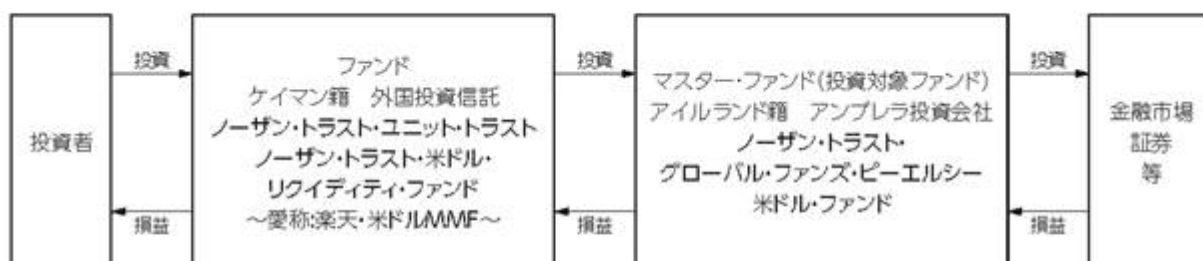 投資者
投資
損益
ファンド
ケイマン籍　外国投資信託
ノーザン・トラスト・ユニット・トラスト
ノーザン・トラスト・米ドル・
リクイディティ・ファンド
～愛称:楽天・米ドルMMF～
投資
損益
マスター・ファンド(投資対象ファンド)
アイルランド籍　アンブレラ投資会社
ノーザン・トラスト・
グローバル・ファンズ・ピーエルシー
米ドル・ファンド
投資
損益
金融市場
証券
等